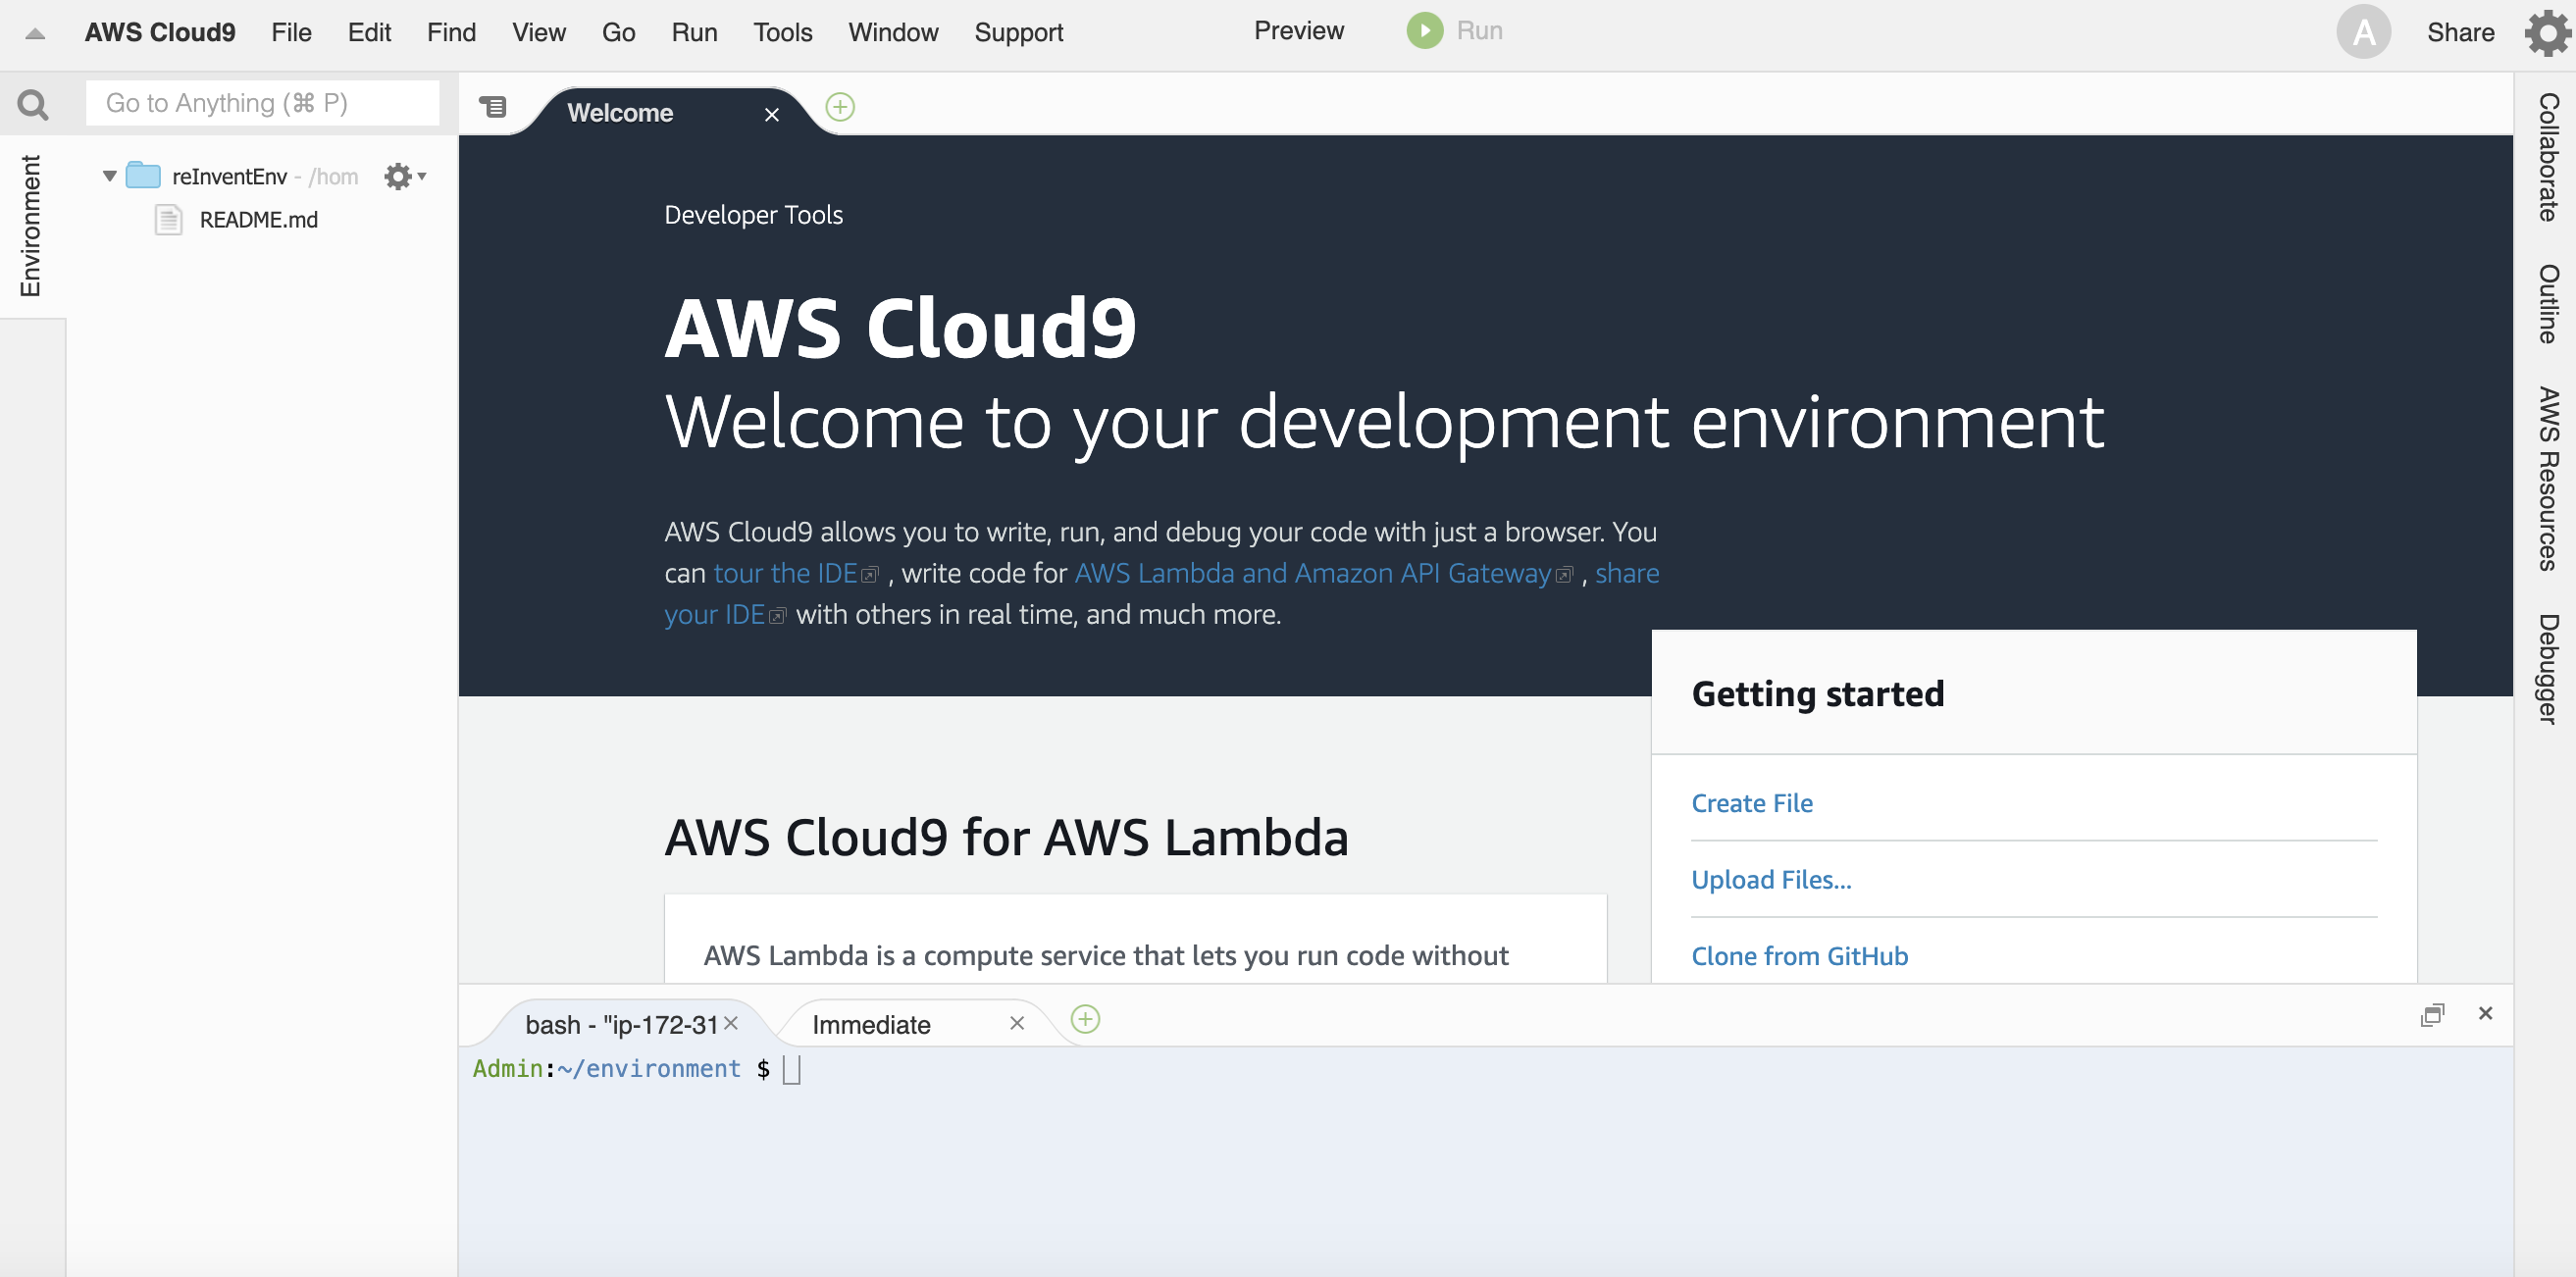 AWS Cloud9 File Edit Find View Go Run Tools Window Support Preview Run A Share
Go to Anything (⌘ P)
Environment
reInventEnv - /hom
README.md
Welcome
Developer Tools
AWS Cloud9
Welcome to your development environment
AWS Cloud9 allows you to write, run, and debug your code with just a browser. You
can tour the IDE , write code for AWS Lambda and Amazon API Gateway , share
your IDE with others in real time, and much more.
Getting started
Create File
Upload Files...
Clone from GitHub
AWS Cloud9 for AWS Lambda
AWS Lambda is a compute service that lets you run code without
bash - "ip-172-31
Immediate
Admin:~/environment $
Collaborate
Outline
AWS Resources
Debugger